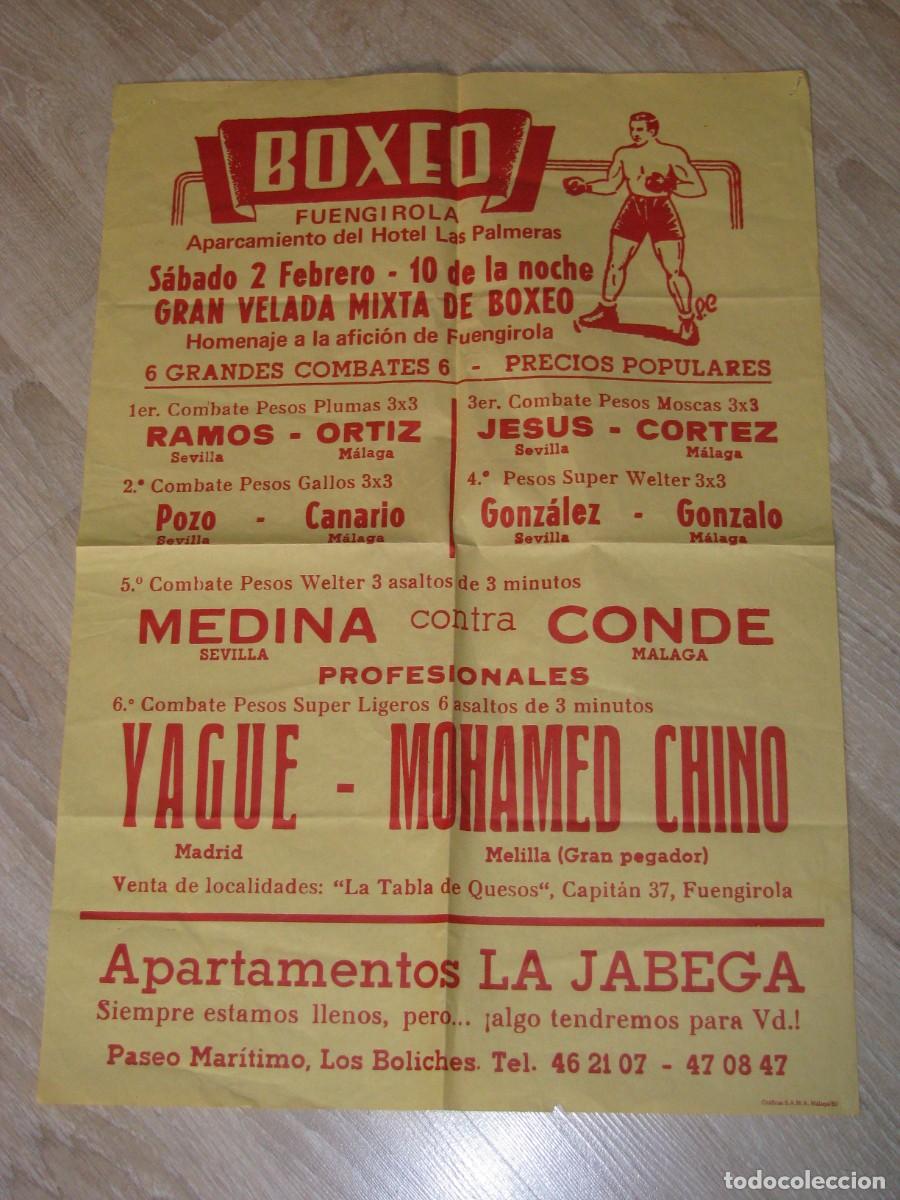 BOXEO
FUENGIROLA
Aparcamiento del Hotel Las Palmeras
Sábado 2 Febrero - 10 de la noche
GRAN VELADA MIXTA DE BOXEO
Homenaje a la afición de Fuengirola
6 GRANDES COMBATES 6 - PRECIOS POPULARES
1er. Combate Pesos Plumas 3x3
RAMOS - ORTIZ
Sevilla Málaga
2.º Combate Pesos Gallos 3x3
Pozo - Canario
Sevilla Málaga
3er. Combate Pesos Moscas 3x3
JESUS - CORTEZ
Sevilla Málaga
4.º Pesos Super Welter 3x3
González - Gonzalo
Sevilla Málaga
5.º Combate Pesos Welter 3 asaltos de 3 minutos
MEDINA contra CONDE
SEVILLA MALAGA
PROFESIONALES
6.º Combate Pesos Super Ligeros 6 asaltos de 3 minutos
YAGUE - MOHAMED CHINO
Madrid Melilla (Gran pegador)
Venta de localidades: "La Tabla de Quesos", Capitán 37, Fuengirola
Apartamentos LA JABEGA
Siempre estamos llenos, pero... ¡algo tendremos para Vd.!
Paseo Marítimo, Los Boliches. Tel. 46 21 07 - 47 08 47
Gráficas S.A.M.A. Málaga/80
todocoleccion